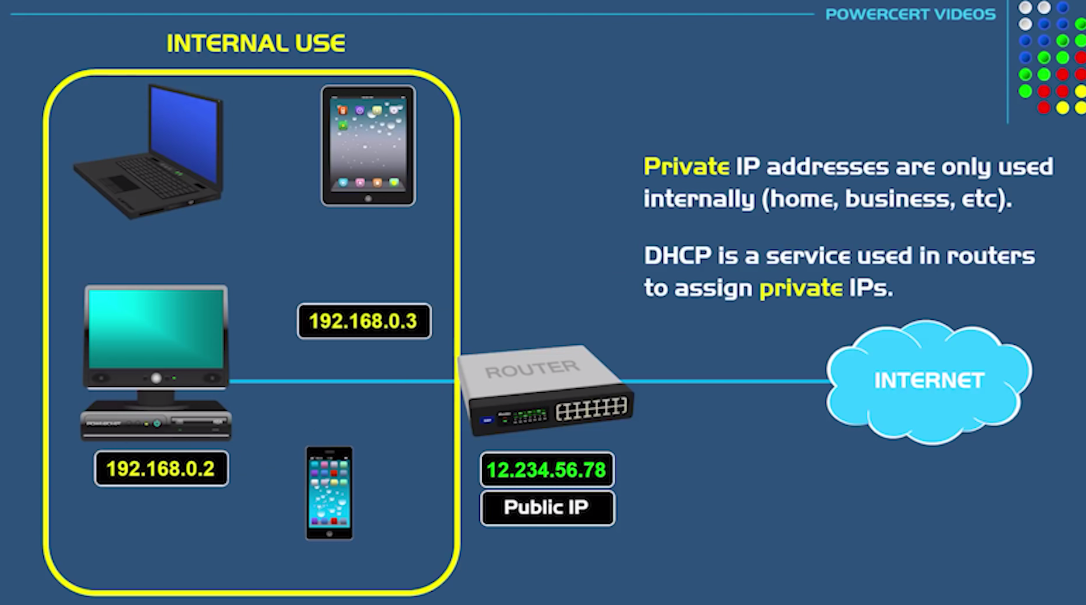 POWERCERT VIDEOS
INTERNAL USE
Private IP addresses are only used
internally (home, business, etc).
DHCP is a service used in routers
to assign private IPs.
192.168.0.3
ROUTER
INTERNET
192.168.0.2
12.234.56.78
Public IP